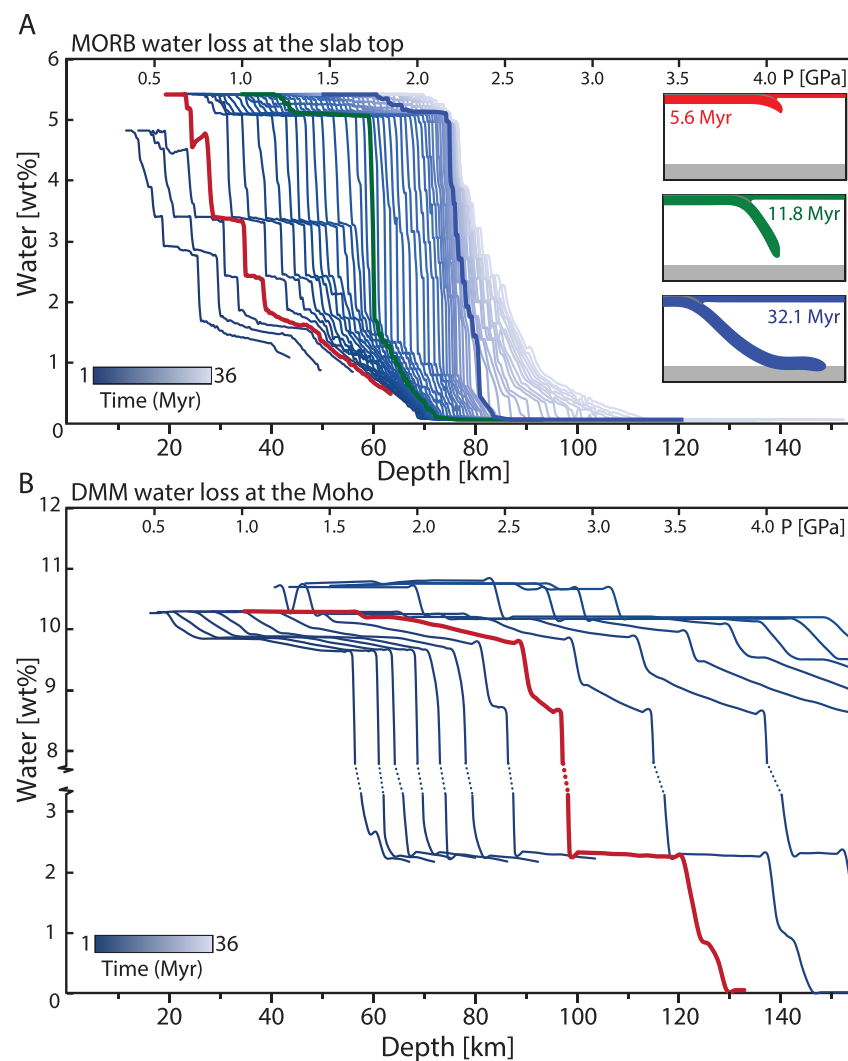 A
MORB water loss at the slab top
0.5 1.0 1.5 2.0 2.5 3.0 3.5 4.0 P [GPa]
6
5
4
3
2
1
0
Water [wt%]
5.6 Myr
11.8 Myr
32.1 Myr
1 36
Time (Myr)
20 40 60 80 100 120 140
Depth [km]
B
DMM water loss at the Moho
0.5 1.0 1.5 2.0 2.5 3.0 3.5 4.0 P [GPa]
12
11
10
9
8
3
2
1
0
Water [wt%]
1 36
Time (Myr)
20 40 60 80 100 120 140
Depth [km]